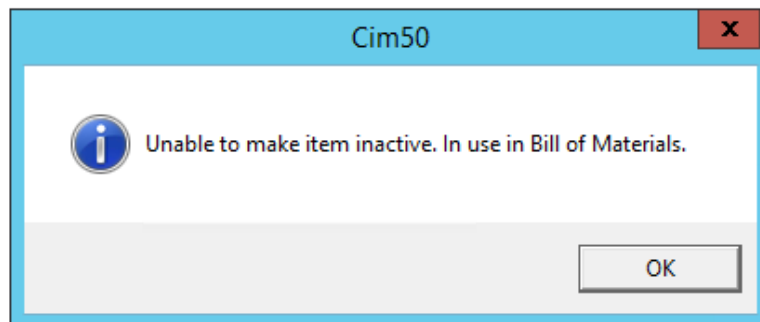 Cim50
x
Unable to make item inactive. In use in Bill of Materials.
OK